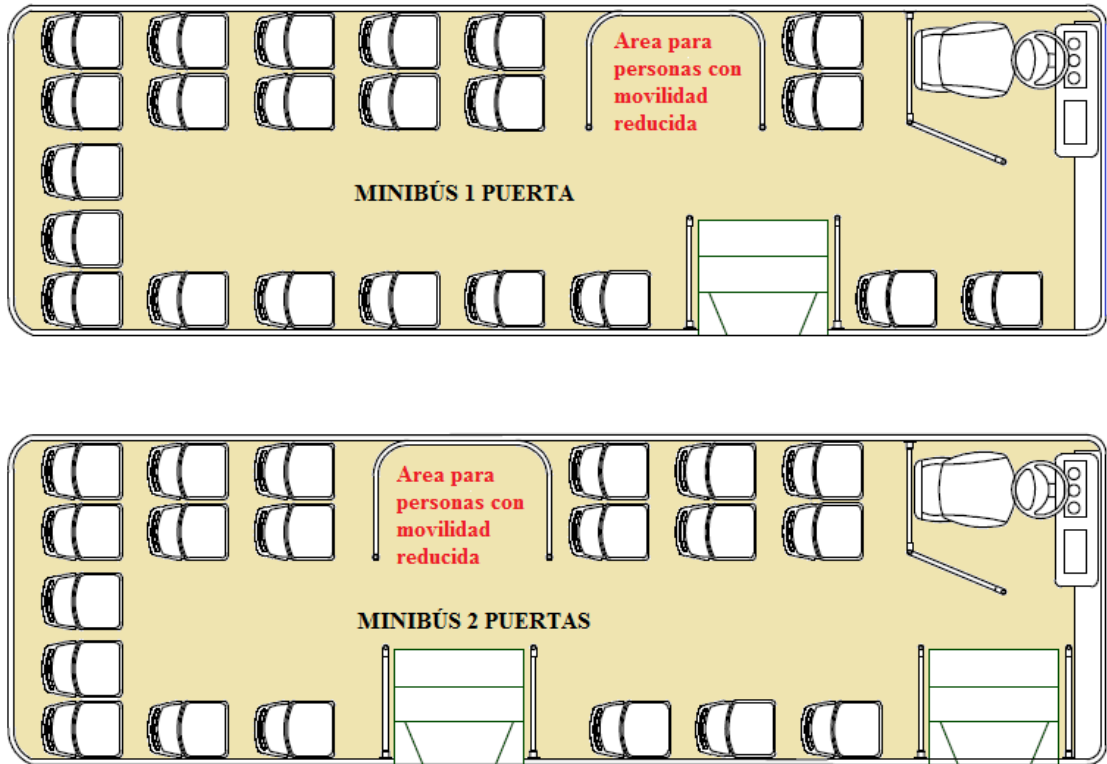 Area para
personas con
movilidad
reducida
MINIBÚS 1 PUERTA
Area para
personas con
movilidad
reducida
MINIBÚS 2 PUERTAS